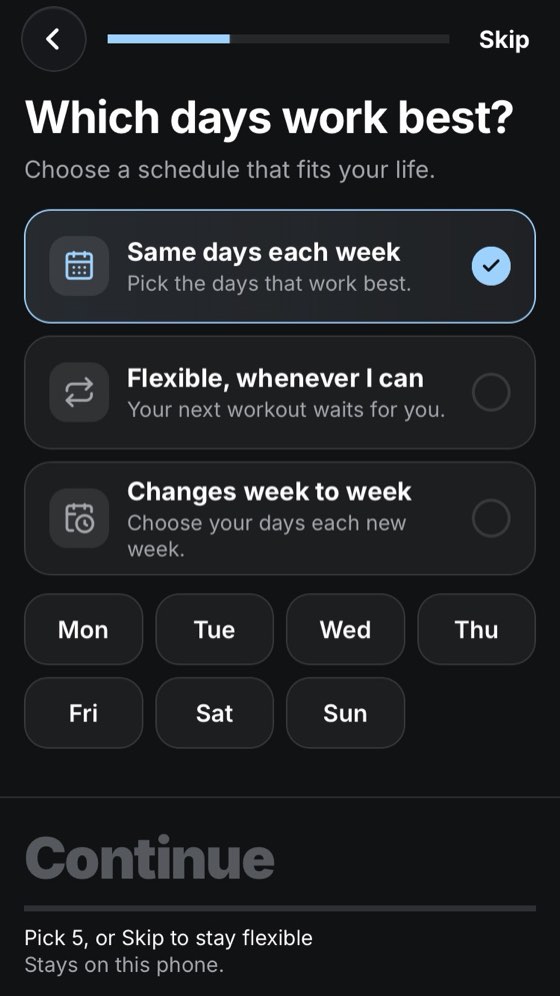 Skip
Which days work best?
Choose a schedule that fits your life.
Same days each week
Pick the days that work best.
Flexible, whenever I can
Your next workout waits for you.
Changes week to week
Choose your days each new
week.
Mon Tue Wed Thu
Fri Sat Sun
Continue
Pick 5, or Skip to stay flexible
Stays on this phone.